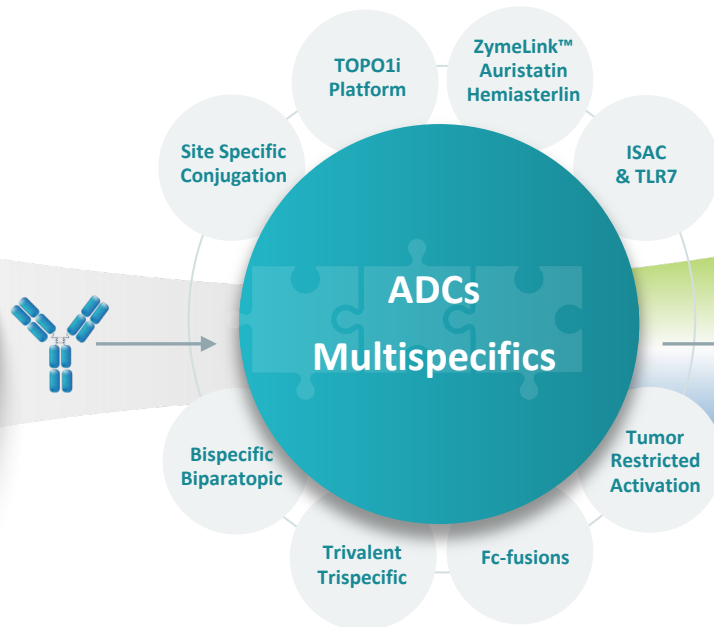 TOPO1i
Platform
ZymeLink™
Auristatin
Hemiasterlin
Site Specific
Conjugation
ISAC
& TLR7
ADCs
Multispecifics
Bispecific
Biparatopic
Tumor
Restricted
Activation
Trivalent
Trispecific
Fc-fusions